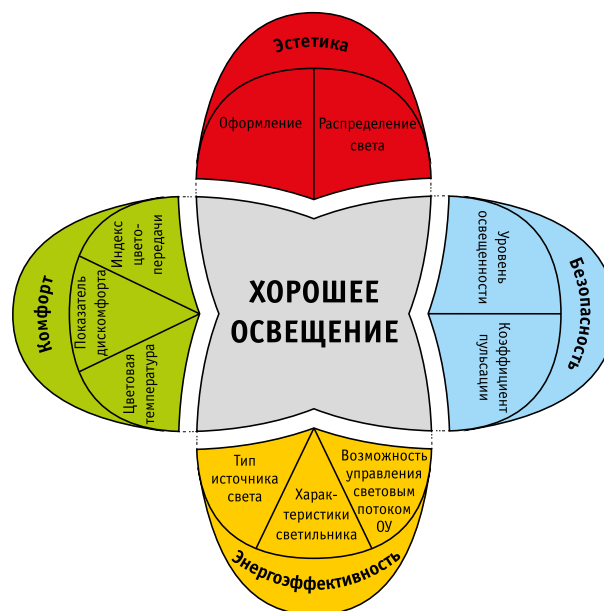 Эстетика
Оформление
Распределение
света
Комфорт
Индекс
цвето-
передачи
Показатель
дискомфорта
Цветовая
температура
ХОРОШЕЕ
ОСВЕЩЕНИЕ
Безопасность
Уровень
освещенности
Коэффициент
пульсации
Тип
источника
света
Харак-
теристики
светильника
Возможность
управления
световым
потоком
ОУ
Энергоэффективность